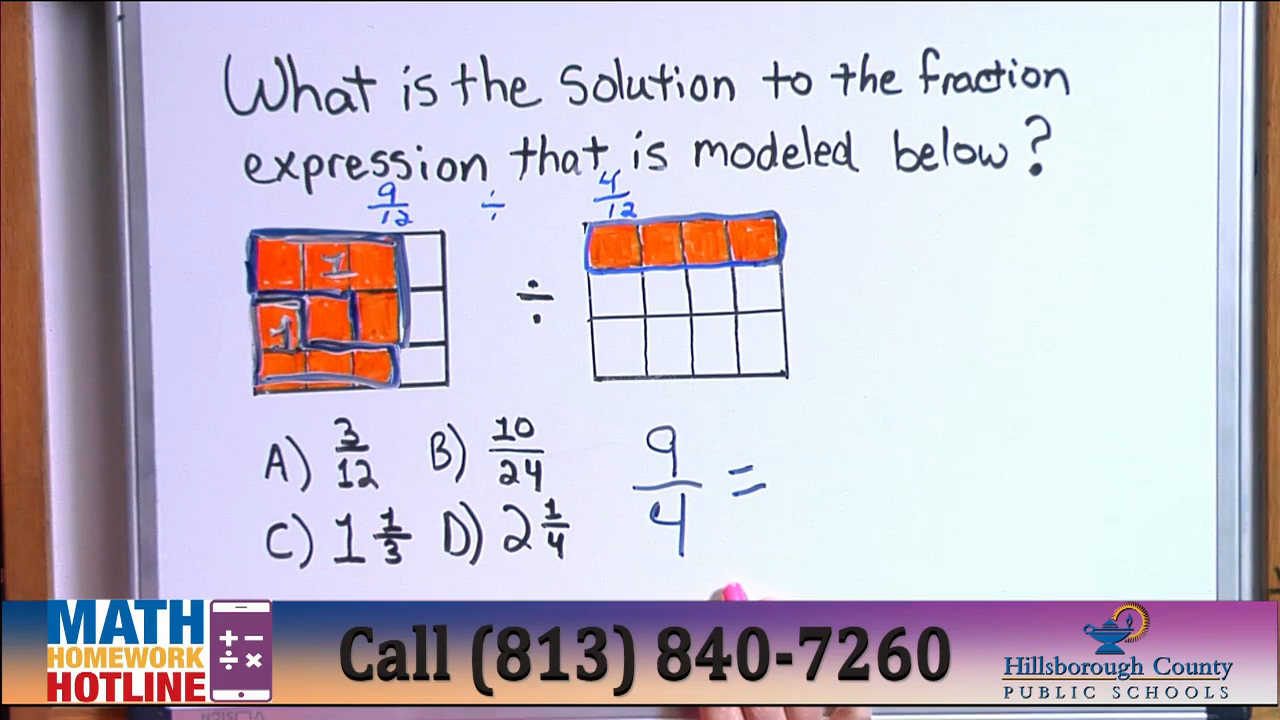 What is the solution to the fraction
expression that is modeled below?
9/12 ÷ 4/12
1
÷
1
A) 3/12 B) 10/24
9/4 =
C) 1 1/3 D) 2 1/4
MATH
HOMEWORK
HOTLINE
+ −
÷ ×
Call (813) 840-7260
Hillsborough County
PUBLIC SCHOOLS